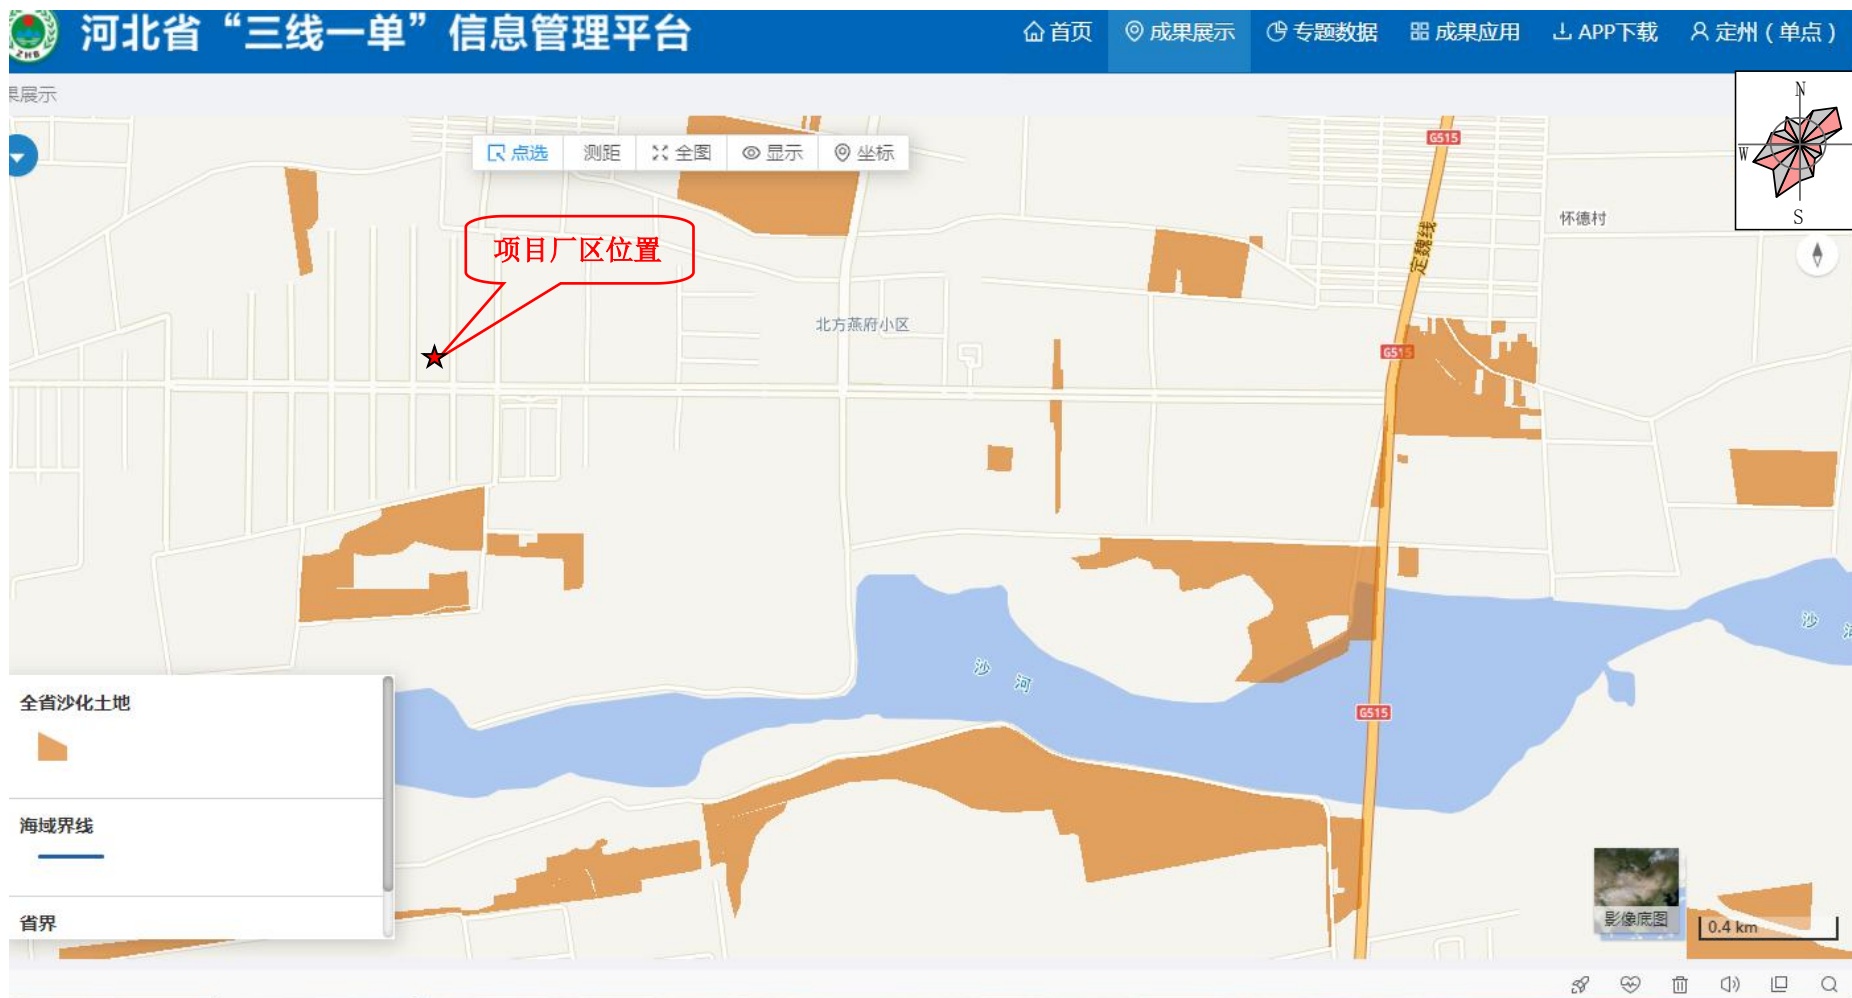 ZHB
河北省“三线一单”信息管理平台
首页
成果展示
专题数据
成果应用
APP下载
定州（单点）
果展示
点选
测距
全图
显示
坐标
N
W
S
G515
怀德村
定魏线
项目厂区位置
北方燕府小区
G515
沙河
沙
G515
全省沙化土地
海域界线
省界
影像底图
0.4 km